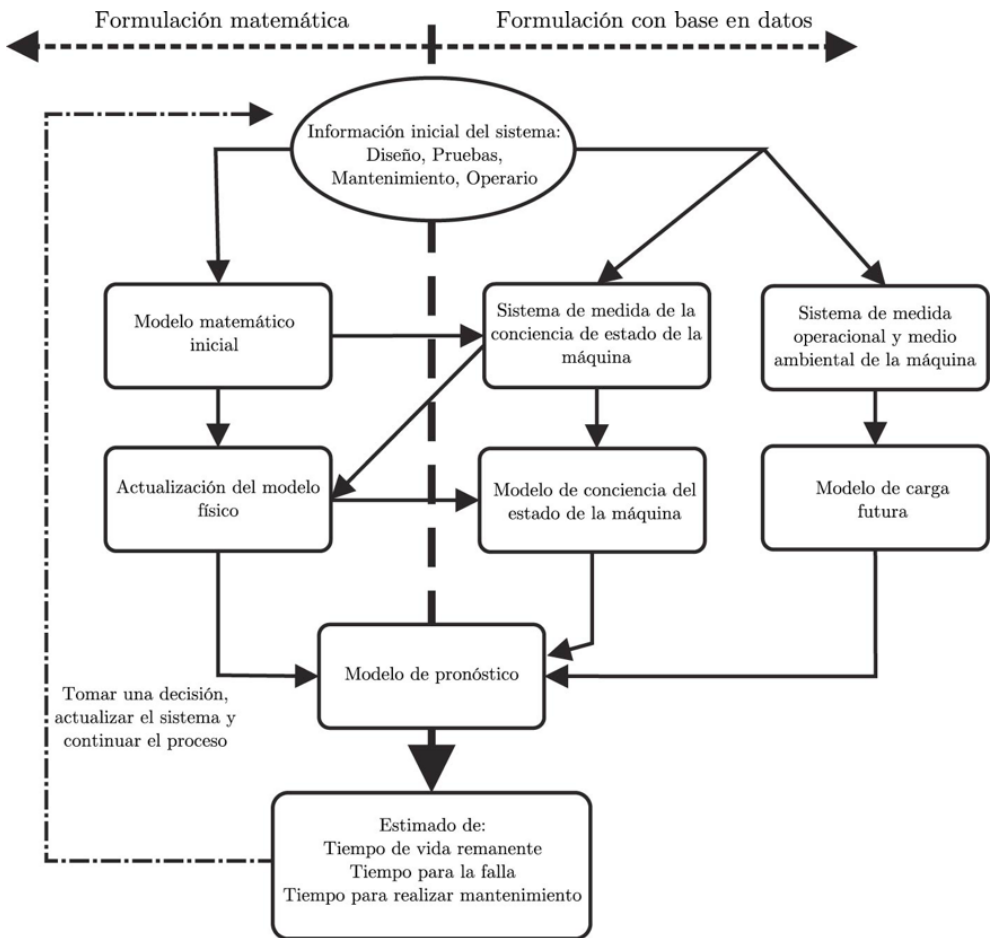 Formulación matemática
Formulación con base en datos
Información inicial del sistema:
Diseño, Pruebas,
Mantenimiento, Operario
Modelo matemático
inicial
Sistema de medida de la
conciencia de estado de la
máquina
Sistema de medida
operacional y medio
ambiental de la máquina
Actualización del modelo
físico
Modelo de conciencia del
estado de la máquina
Modelo de carga
futura
Modelo de pronóstico
Tomar una decisión,
actualizar el sistema y
continuar el proceso
Estimado de:
Tiempo de vida remanente
Tiempo para la falla
Tiempo para realizar mantenimiento